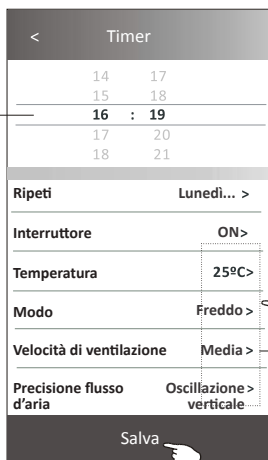 < Timer
14 17
15 18
16 : 19
17 20
18 21
Ripeti Lunedì... >
Interruttore ON>
Temperatura 25ºC>
Modo Freddo >
Velocità di ventilazione Media >
Precisione flusso Oscillazione >
d'aria verticale
Salva